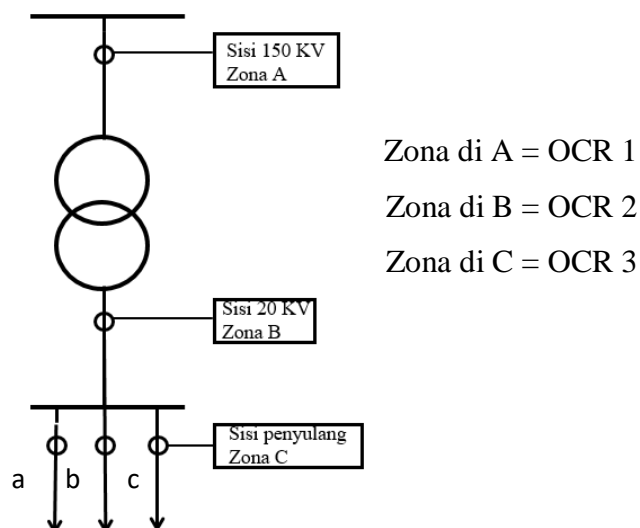 Sisi 150 KV
Zona A
Zona di A = OCR 1
Zona di B = OCR 2
Zona di C = OCR 3
Sisi 20 KV
Zona B
Sisi penyulang
Zona C
a
b
c